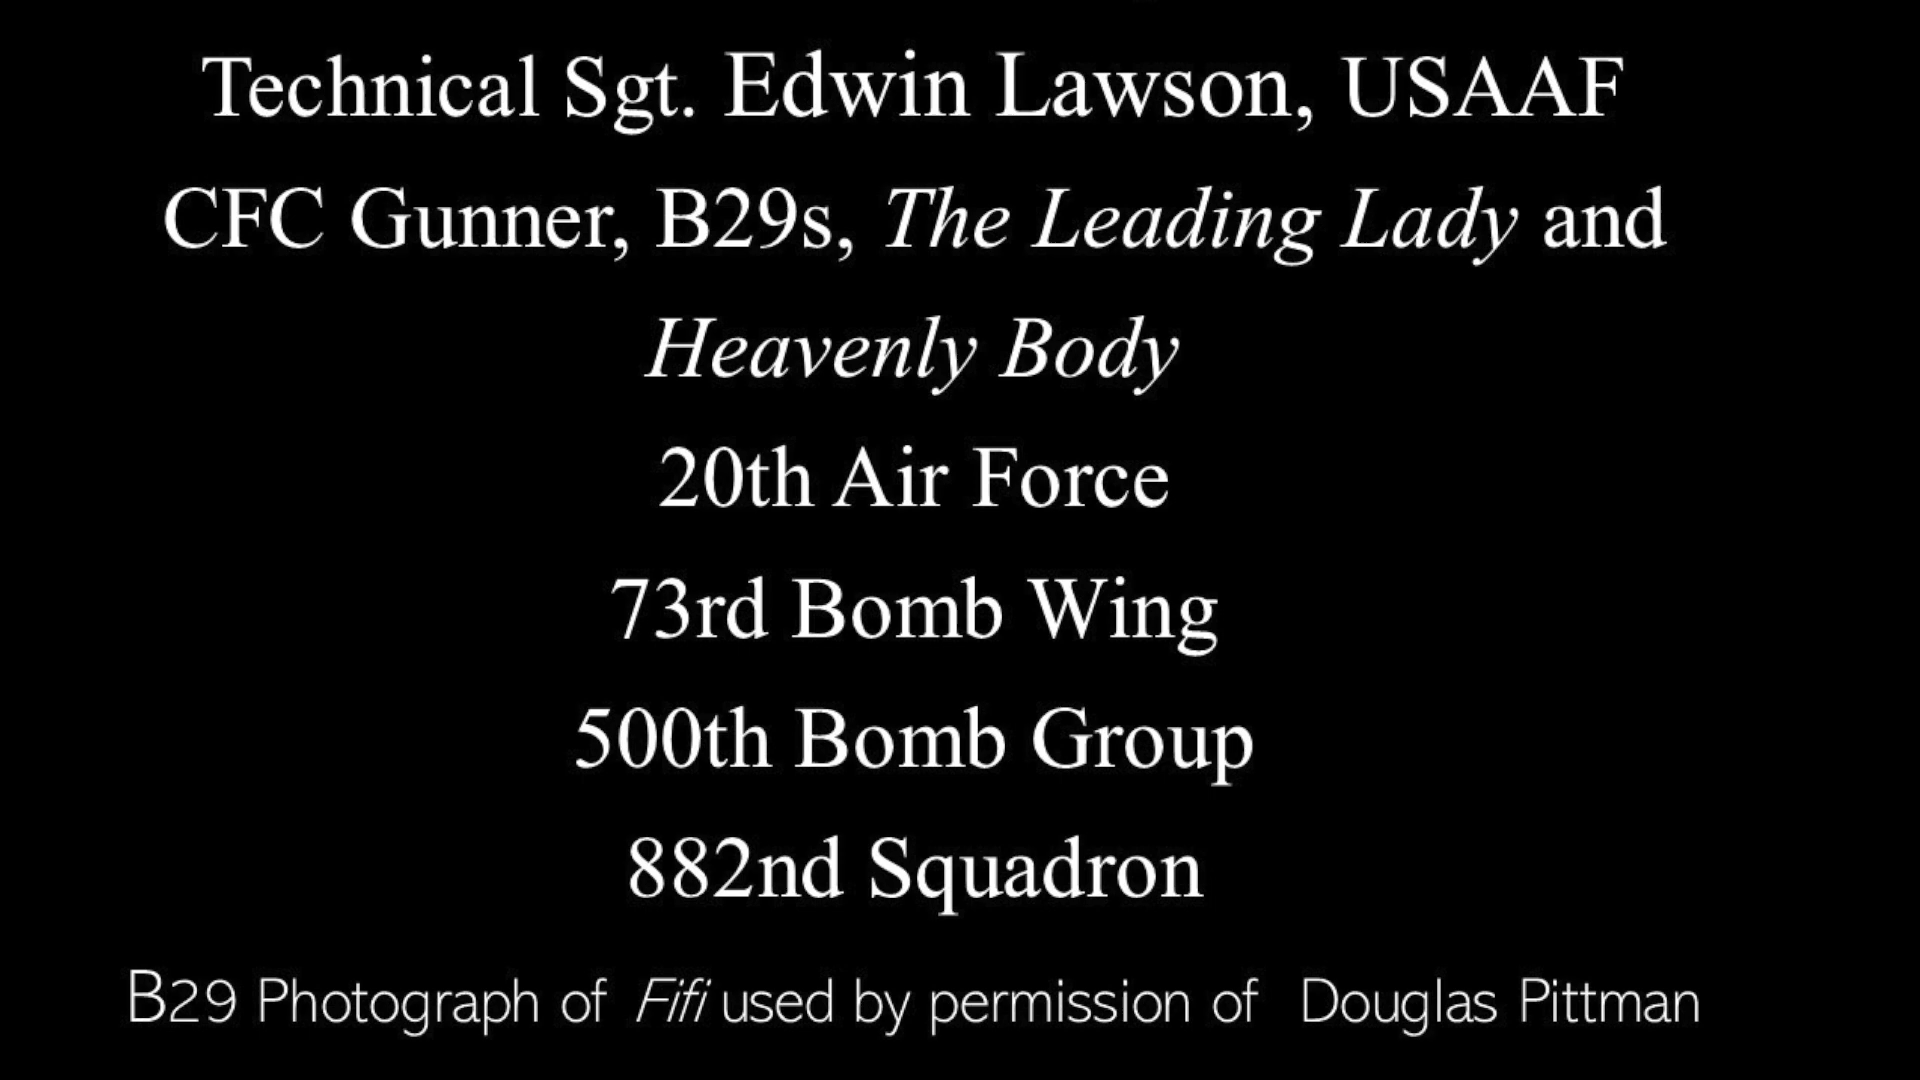 Technical Sgt. Edwin Lawson, USAAF
CFC Gunner, B29s, The Leading Lady and
Heavenly Body
20th Air Force
73rd Bomb Wing
500th Bomb Group
882nd Squadron
B29 Photograph of Fifi used by permission of Douglas Pittman